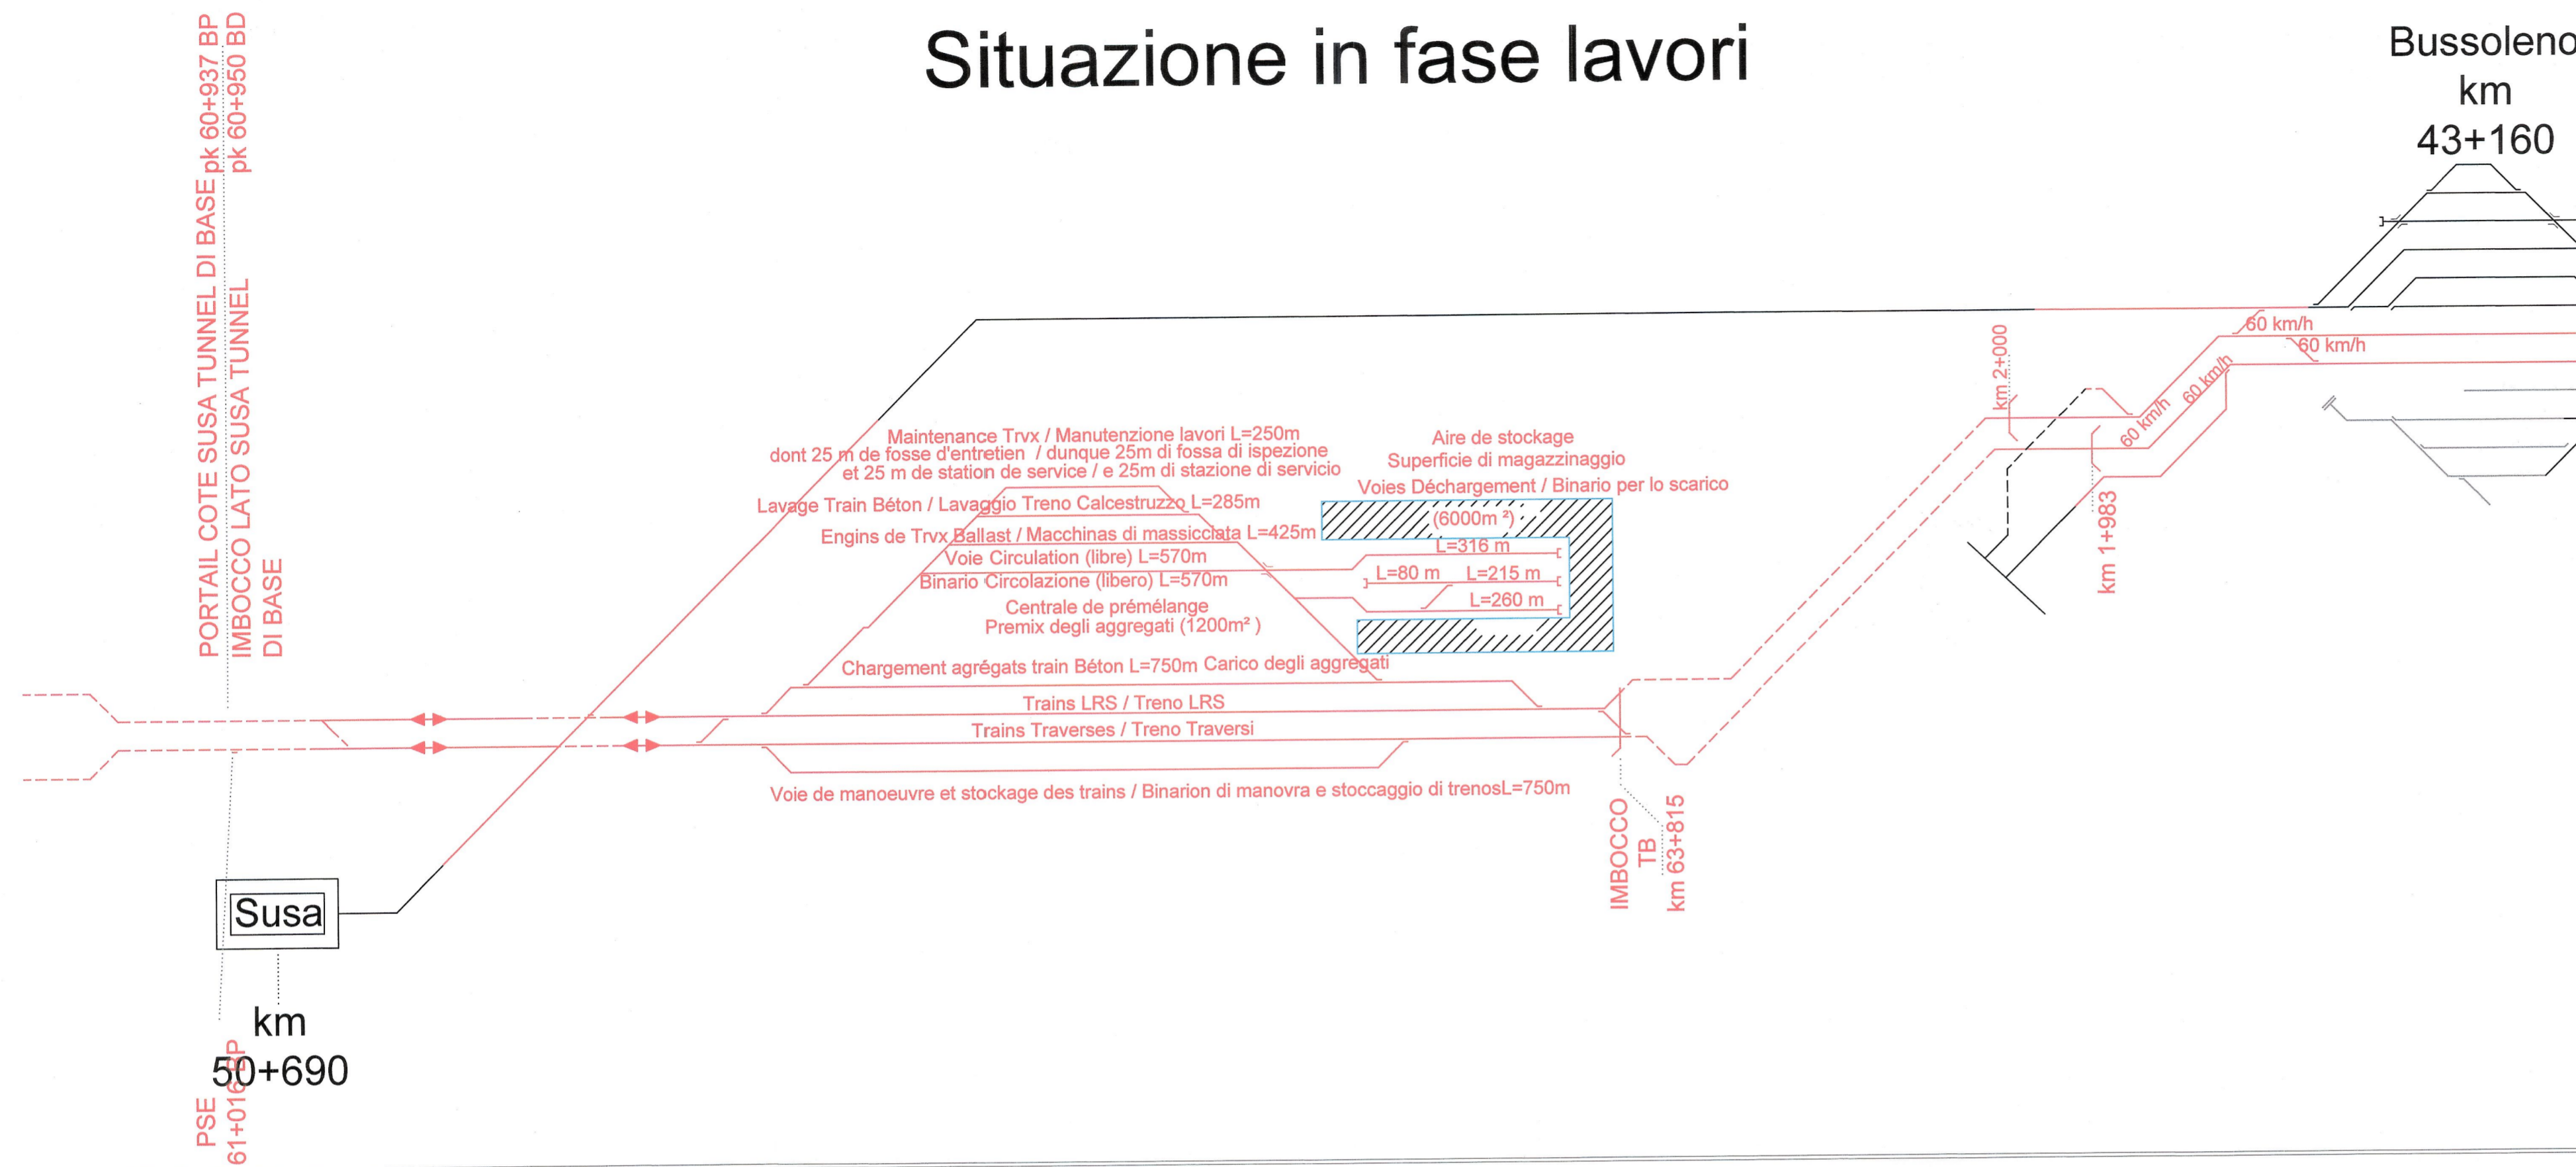 Situazione in fase lavori
Bussoleno
km
43+160
PORTAIL COTE SUSA TUNNEL DI BASE pk 60+937 BP
pk 60+950 BD
IMBOCCO LATO SUSA TUNNEL
DI BASE
Maintenance Trvx / Manutenzione lavori L=250m
dont 25 m de fosse d'entretien / dunque 25m di fossa di ispezione
et 25 m de station de service / e 25m di stazione di servicio
Lavage Train Béton / Lavaggio Treno Calcestruzzo L=285m
Engins de Trvx Ballast / Macchinas di massicciata L=425m
Voie Circulation (libre) L=570m
Binario Circolazione (libero) L=570m
Centrale de prémélange
Premix degli aggregati (1200m² )
Chargement agrégats train Béton L=750m Carico degli aggregati
Trains LRS / Treno LRS
Trains Traverses / Treno Traversi
Voie de manoeuvre et stockage des trains / Binarion di manovra e stoccaggio di trenosL=750m
Aire de stockage
Superficie di magazzinaggio
Voies Déchargement / Binario per lo scarico
(6000m ²)
L=316 m
L=80 m
L=215 m
L=260 m
IMBOCCO
TB
km 63+815
km 2+000
km 1+983
60 km/h
60 km/h
60 km/h
60 km/h
Susa
km
50+690
PSE
61+016 BP